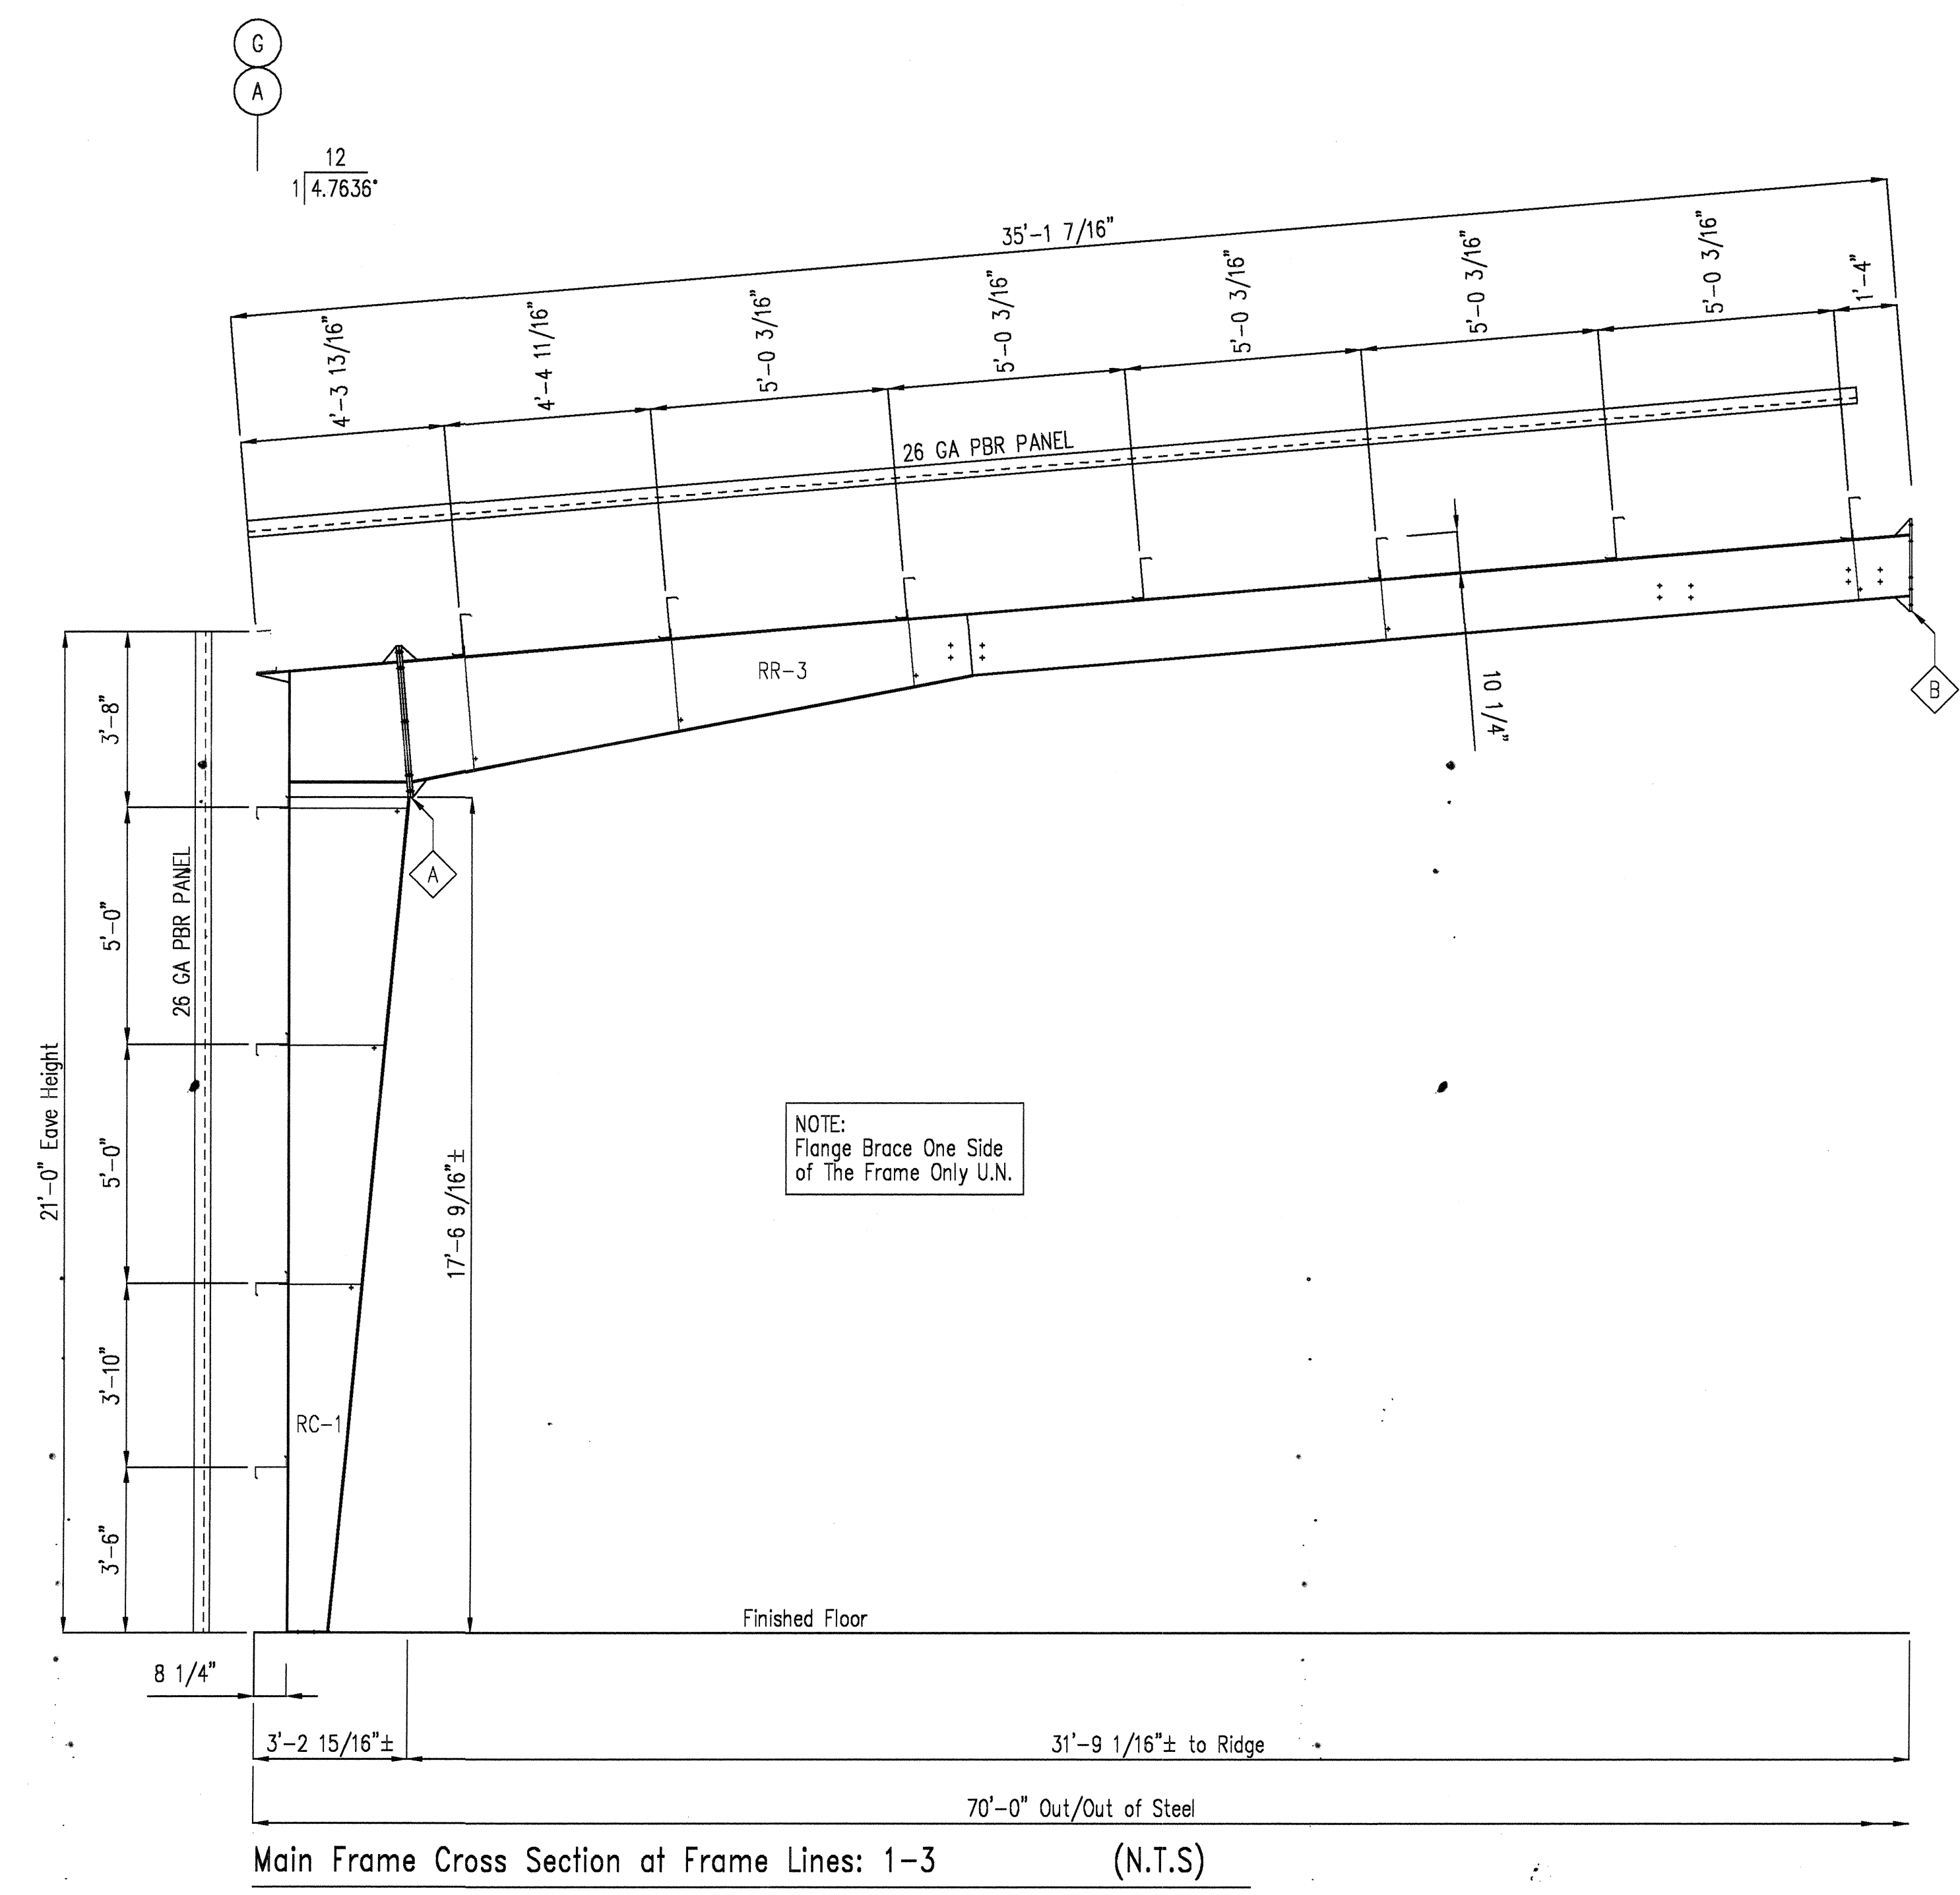 G
A
12
1 4.7636°
35'-1 7/16"
4'-3 13/16"
4'-4 11/16"
5'-0 3/16"
5'-0 3/16"
5'-0 3/16"
5'-0 3/16"
5'-0 3/16"
1'-4"
26 GA PBR PANEL
RR-3
10 1/4"
B
A
3'-8"
5'-0"
5'-0"
3'-10"
3'-6"
21'-0" Eave Height
26 GA PBR PANEL
17'-6 9/16"±
RC-1
NOTE:
Flange Brace One Side
of The Frame Only U.N.
Finished Floor
8 1/4"
3'-2 15/16"±
31'-9 1/16"± to Ridge
70'-0" Out/Out of Steel
Main Frame Cross Section at Frame Lines: 1-3 (N.T.S)